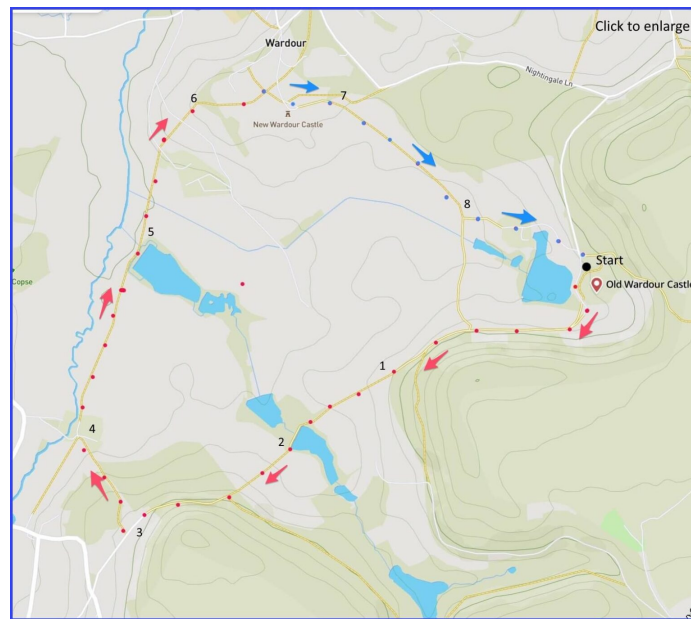 Click to enlarge
Wardour
Nightingale Ln
6
7
New Wardour Castle
8
5
Start
Copse
Old Wardour Castle
1
4
2
3